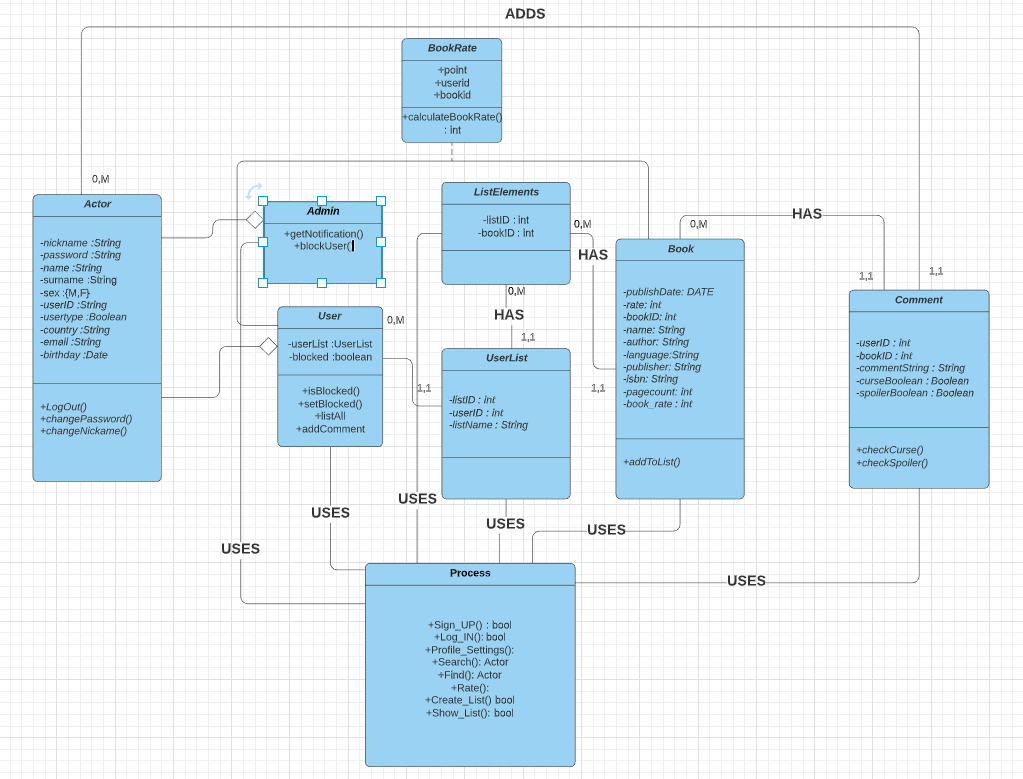 ADDS
BookRate
+point
+userid
+bookid
+calculateBookRate()
: int
0,M
Actor
-nickname :String
-password :String
-name :String
-surname :String
-sex :{M,F}
-userID :String
-usertype :Boolean
-country :String
-email :String
-birthday :Date
+LogOut()
+changePassword()
+changeNickame()
Admin
+getNotification()
+blockUser()
User
-userList :UserList
-blocked :boolean
+isBlocked()
+setBlocked()
+listAll
+addComment
0,M
1,1
ListElements
-listID : int
-bookID : int
0,M
HAS
0,M
HAS
1,1
1,1
UserList
-listID : int
-userID : int
-listName : String
Book
-publishDate: DATE
-rate: int
-bookID: int
-name: String
-author: String
-language:String
-publisher: String
-isbn: String
-pagecount: int
-book_rate : int
+addToList()
0,M
HAS
1,1
1,1
Comment
-userID : int
-bookID : int
-commentString : String
-curseBoolean : Boolean
-spoilerBoolean : Boolean
+checkCurse()
+checkSpoiler()
USES
USES
USES
USES
USES
USES
Process
+Sign_UP() : bool
+Log_IN(): bool
+Profile_Settings():
+Search(): Actor
+Find(): Actor
+Rate():
+Create_List() bool
+Show_List(): bool